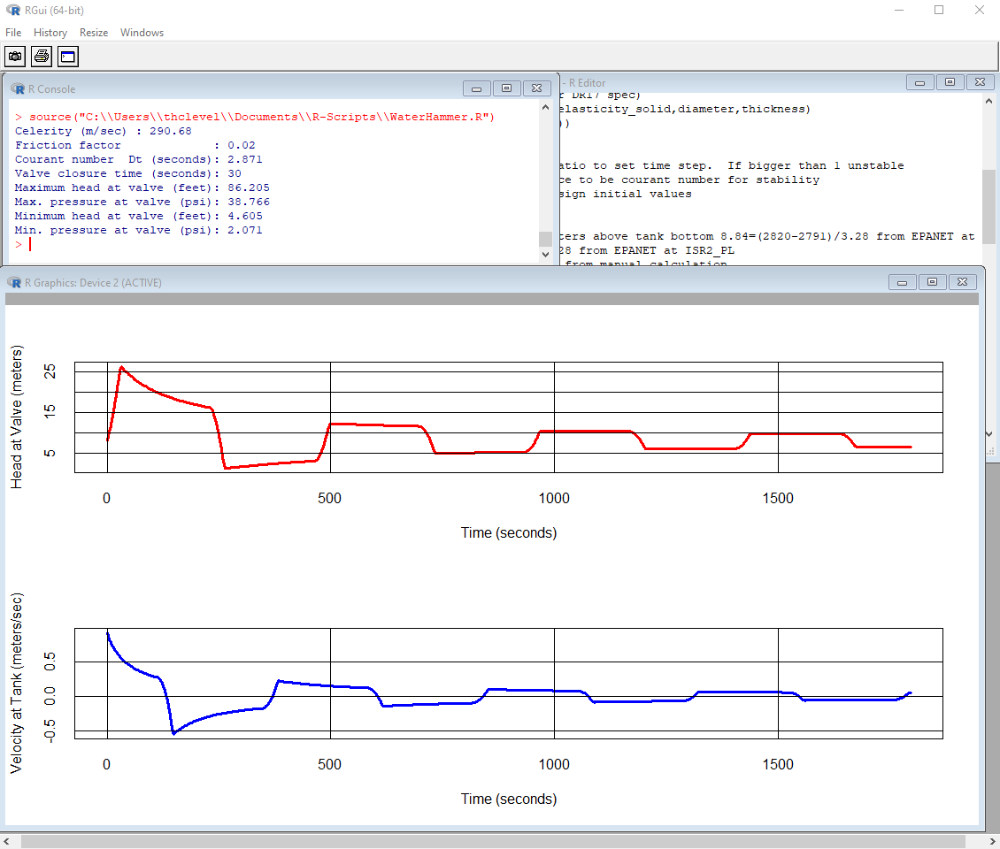 RGui (64-bit)
File History Resize Windows
R Console
> source("C:\\Users\\thclevel\\Documents\\R-Scripts\\WaterHammer.R")
Celerity (m/sec) : 290.68
Friction factor : 0.02
Courant number Dt (seconds): 2.871
Valve closure time (seconds): 30
Maximum head at valve (feet): 86.205
Max. pressure at valve (psi): 38.766
Minimum head at valve (feet): 4.605
Min. pressure at valve (psi): 2.071
>
- R Editor
r DR17 spec)
elasticity_solid,diameter,thickness)
))
atio to set time step. If bigger than 1 unstable
ce to be courant number for stability
sign initial values
ters above tank bottom 8.84=(2820-2791)/3.28 from EPANET at
28 from EPANET at ISR2_PL
from manual calculation
R Graphics: Device 2 (ACTIVE)
Head at Valve (meters)
25
15
5
0 500 1000 1500
Time (seconds)
Velocity at Tank (meters/sec)
0.5
0.0
-0.5
0 500 1000 1500
Time (seconds)